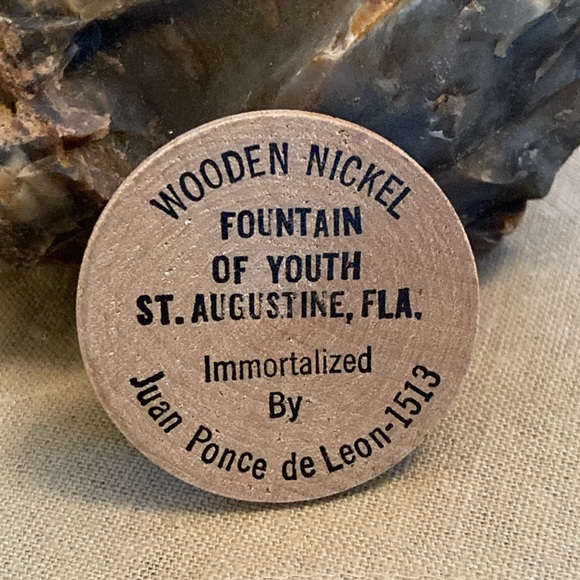 WOODEN NICKEL
FOUNTAIN
OF YOUTH
ST. AUGUSTINE, FLA.
Immortalized
By
Juan Ponce de Leon-1513